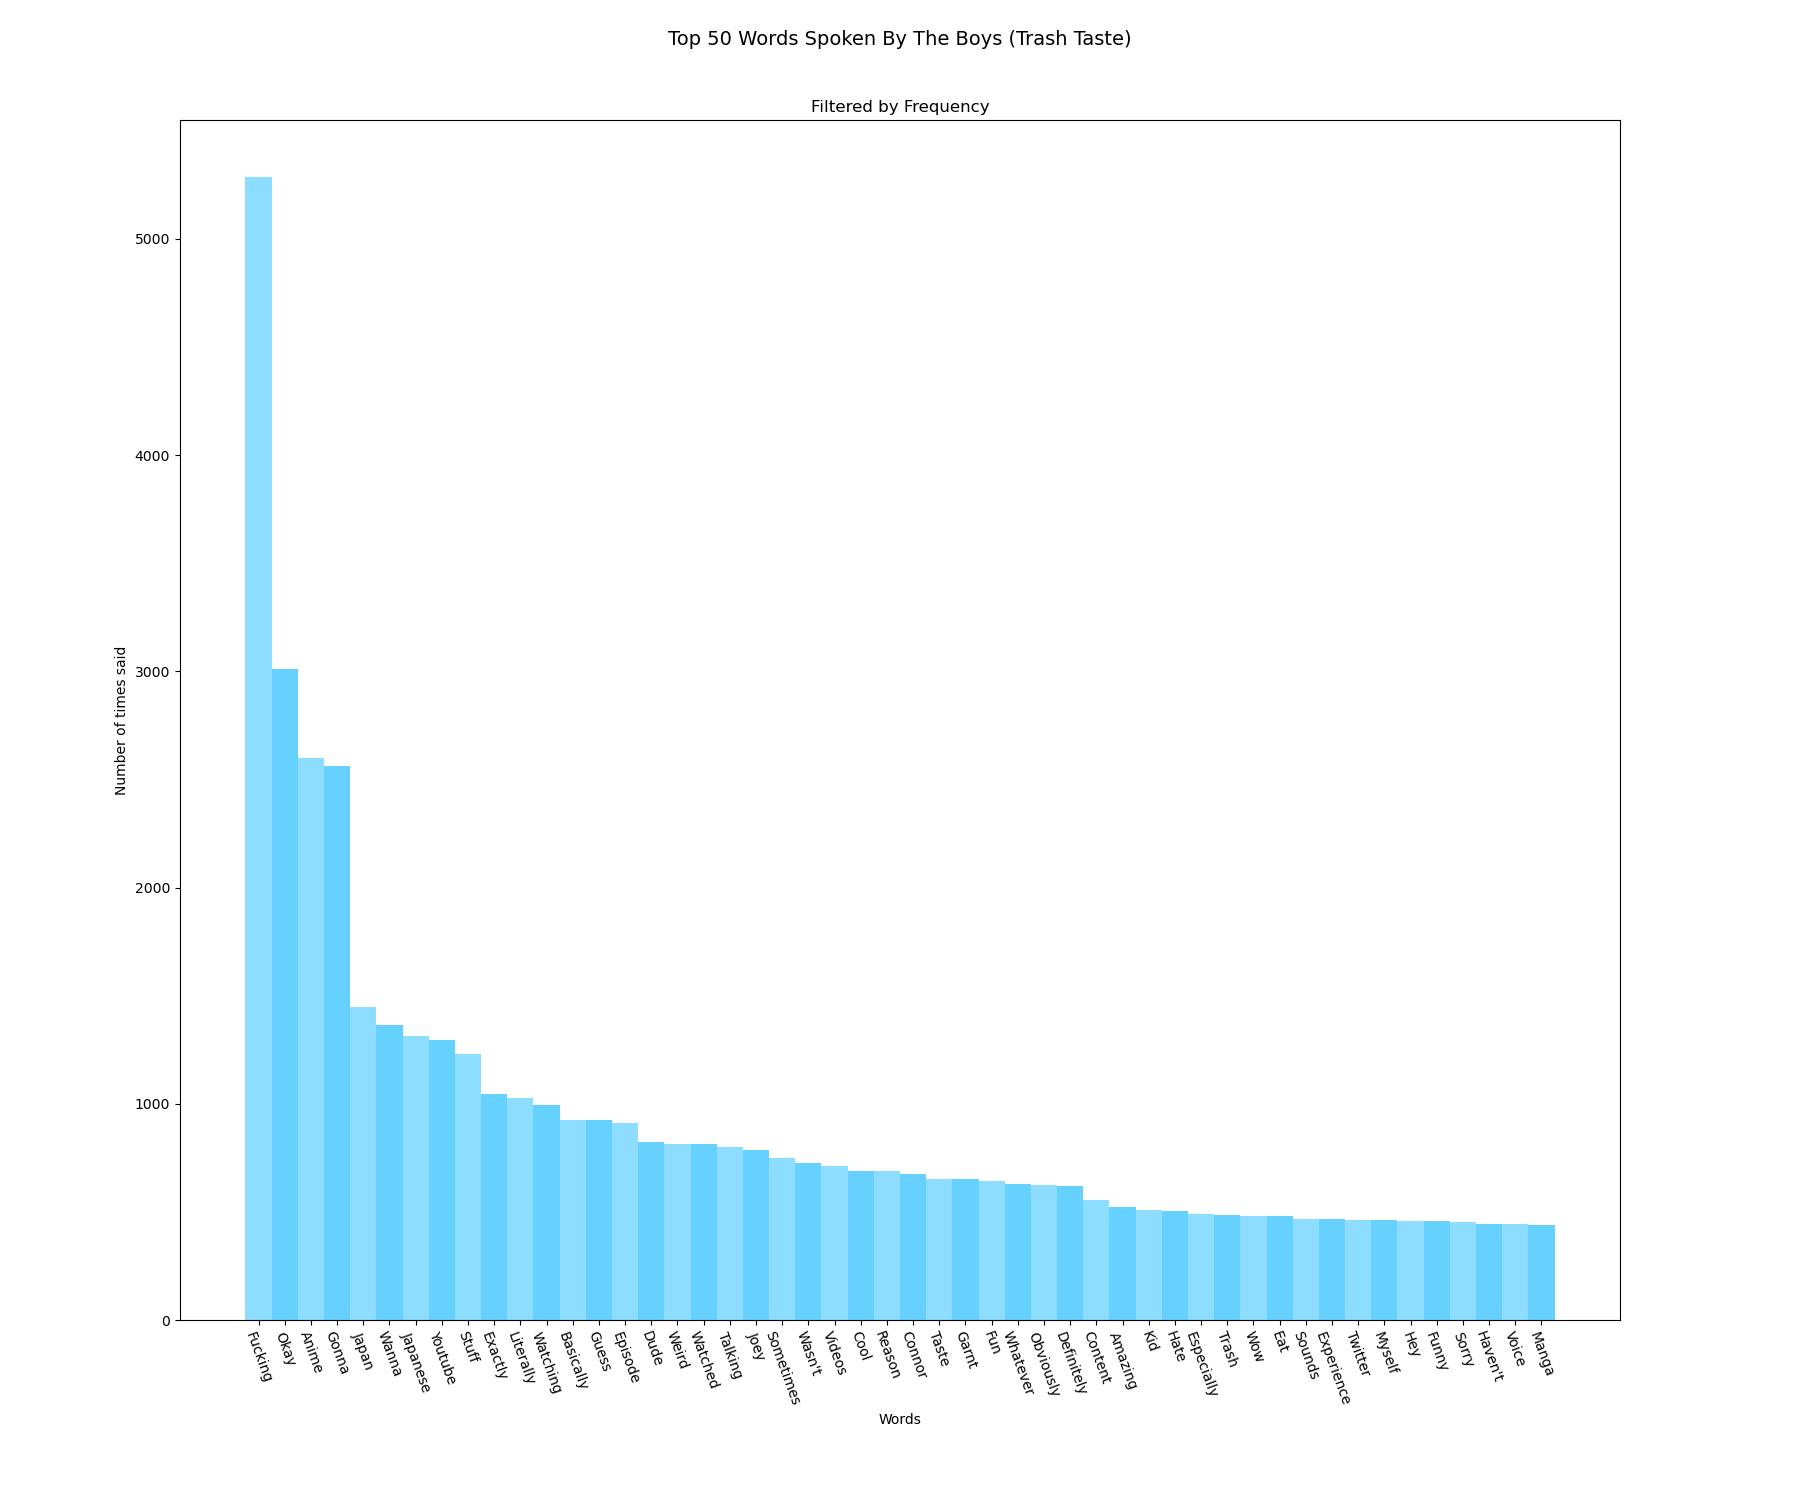 Top 50 Words Spoken By The Boys (Trash Taste)
Filtered by Frequency
Number of times said
5000
4000
3000
2000
1000
0
Fucking
Okay
Anime
Gonna
Japan
Wanna
Japanese
Youtube
Stuff
Exactly
Literally
Watching
Basically
Guess
Episode
Dude
Weird
Watched
Talking
Joey
Sometimes
Wasn't
Videos
Cool
Reason
Connor
Taste
Garnt
Fun
Whatever
Obviously
Definitely
Content
Amazing
Kid
Hate
Especially
Trash
Wow
Eat
Sounds
Experience
Twitter
Myself
Hey
Funny
Sorry
Haven't
Voice
Manga
Words